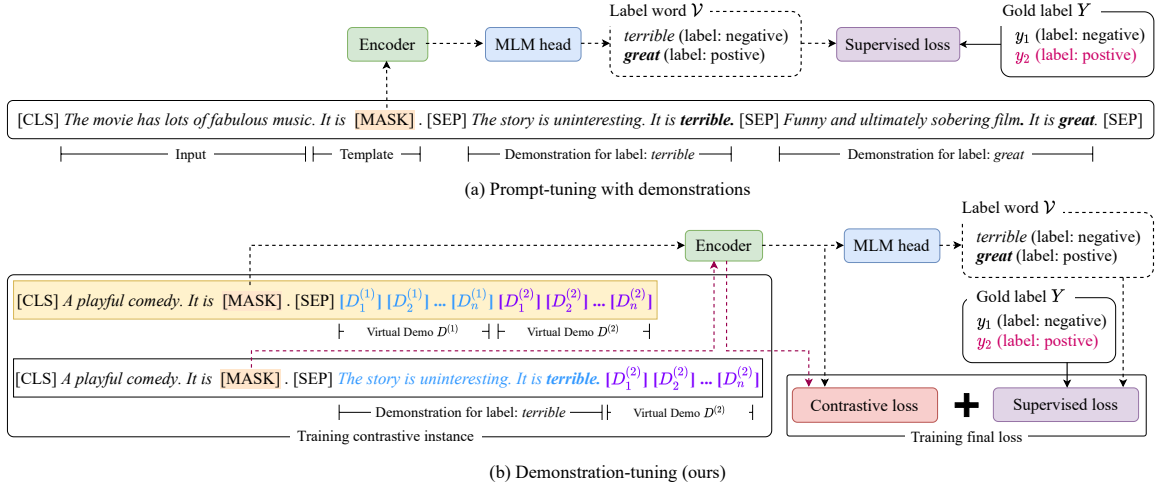 Label word 𝒱
Gold label Y
Encoder
MLM head
terrible (label: negative)
great (label: postive)
Supervised loss
y₁ (label: negative)
y₂ (label: postive)
[CLS] The movie has lots of fabulous music. It is [MASK] . [SEP] The story is uninteresting. It is terrible. [SEP] Funny and ultimately sobering film. It is great. [SEP]
Input
Template
Demonstration for label: terrible
Demonstration for label: great
(a) Prompt-tuning with demonstrations
Label word 𝒱
Encoder
MLM head
terrible (label: negative)
great (label: postive)
[CLS] A playful comedy. It is [MASK] . [SEP] [D₁⁽¹⁾] [D₂⁽¹⁾] ... [Dₙ⁽¹⁾] [D₁⁽²⁾] [D₂⁽²⁾] ... [Dₙ⁽²⁾]
Virtual Demo D⁽¹⁾
Virtual Demo D⁽²⁾
Gold label Y
y₁ (label: negative)
y₂ (label: postive)
[CLS] A playful comedy. It is [MASK] . [SEP] The story is uninteresting. It is terrible. [D₁⁽²⁾] [D₂⁽²⁾] ... [Dₙ⁽²⁾]
Demonstration for label: terrible
Virtual Demo D⁽²⁾
Contrastive loss
+
Supervised loss
Training contrastive instance
Training final loss
(b) Demonstration-tuning (ours)